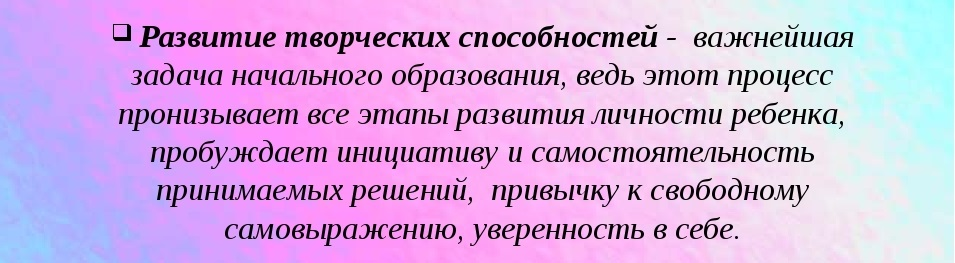 ❑ Развитие творческих способностей -  важнейшая
задача начального образования, ведь этот процесс
пронизывает все этапы развития личности ребенка,
пробуждает инициативу и самостоятельность
принимаемых решений,  привычку к свободному
самовыражению, уверенность в себе.